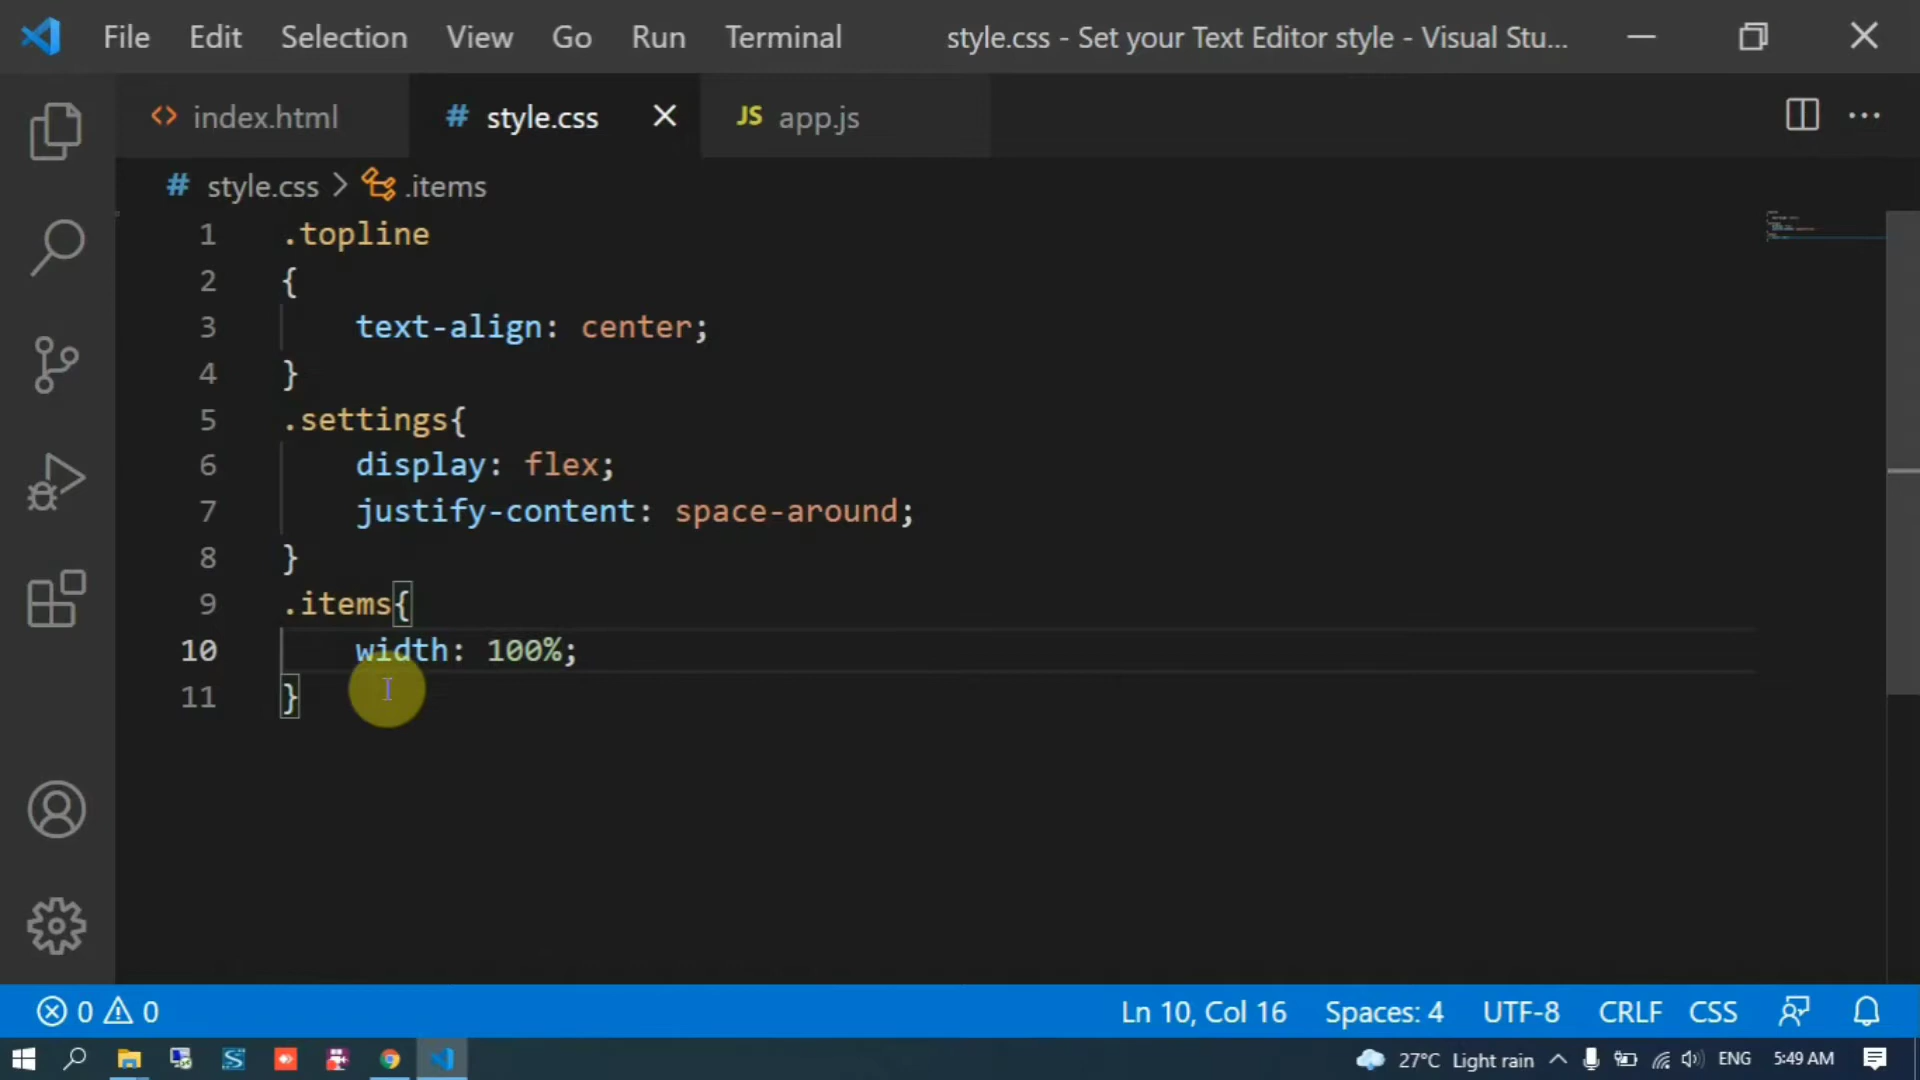 File Edit Selection View Go Run Terminal style.css - Set your Text Editor style - Visual Stu...
<> index.html # style.css JS app.js
# style.css > .items
1 .topline
2 {
3 text-align: center;
4 }
5 .settings{
6 display: flex;
7 justify-content: space-around;
8 }
9 .items{
10 width: 100%;
11 }
0 0 Ln 10, Col 16 Spaces: 4 UTF-8 CRLF CSS
27°C Light rain ENG 5:49 AM